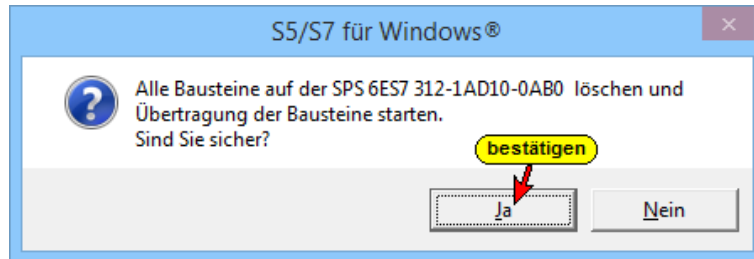 S5/S7 für Windows®
Alle Bausteine auf der SPS 6ES7 312-1AD10-0AB0 löschen und
Übertragung der Bausteine starten.
Sind Sie sicher?
bestätigen
Ja
Nein